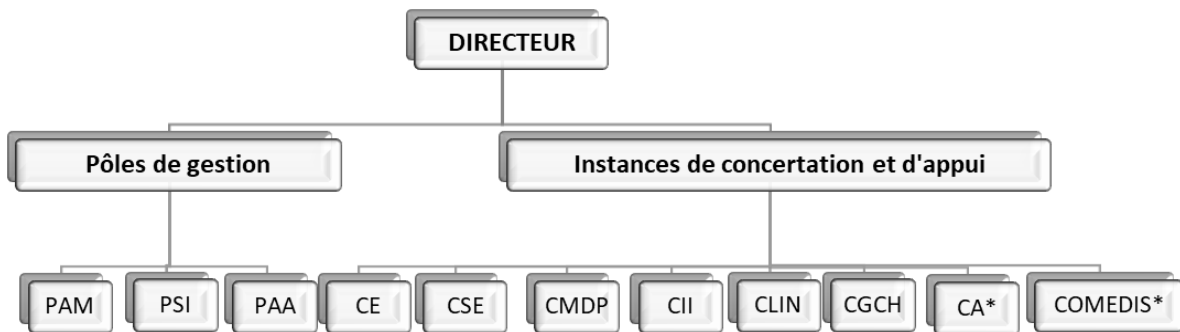 DIRECTEUR
Pôles de gestion
Instances de concertation et d'appui
PAM
PSI
PAA
CE
CSE
CMDP
CII
CLIN
CGCH
CA*
COMEDIS*